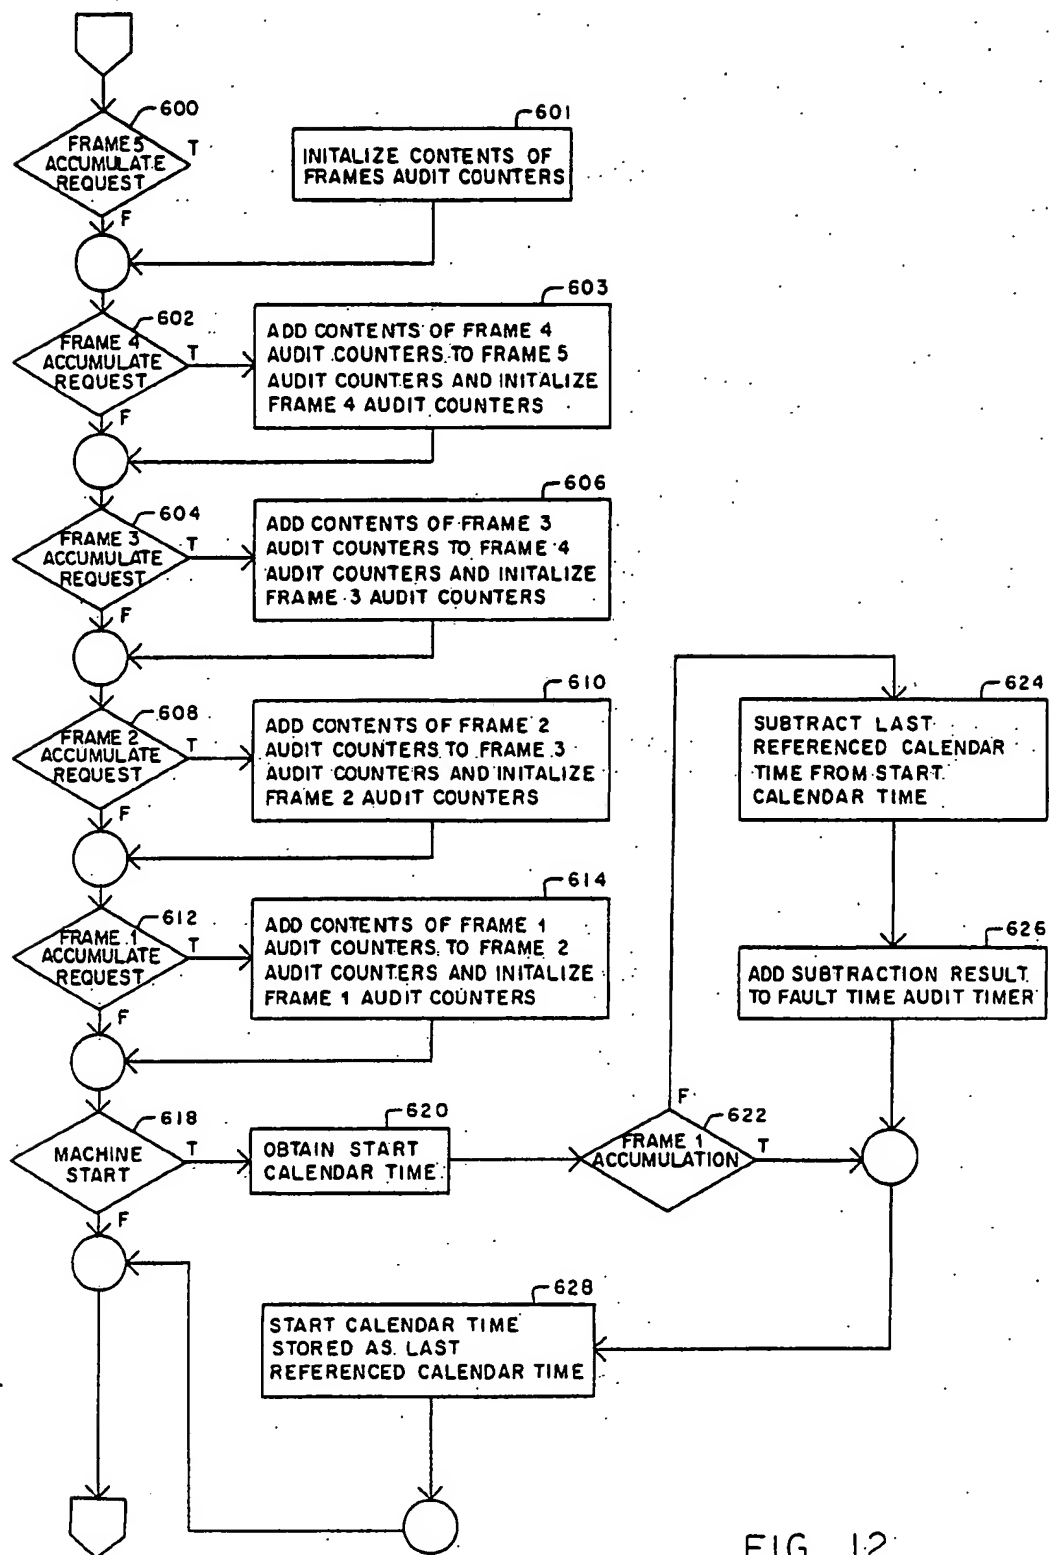 600
FRAME 5
ACCUMULATE
REQUEST
T
F
601
INITALIZE CONTENTS OF
FRAMES AUDIT COUNTERS
602
FRAME 4
ACCUMULATE
REQUEST
T
F
603
ADD CONTENTS OF FRAME 4
AUDIT COUNTERS TO FRAME 5
AUDIT COUNTERS AND INITALIZE
FRAME 4 AUDIT COUNTERS
604
FRAME 3
ACCUMULATE
REQUEST
T
F
606
ADD CONTENTS OF FRAME 3
AUDIT COUNTERS TO FRAME 4
AUDIT COUNTERS AND INITALIZE
FRAME 3 AUDIT COUNTERS
608
FRAME 2
ACCUMULATE
REQUEST
T
F
610
ADD CONTENTS OF FRAME 2
AUDIT COUNTERS TO FRAME 3
AUDIT COUNTERS AND INITALIZE
FRAME 2 AUDIT COUNTERS
612
FRAME 1
ACCUMULATE
REQUEST
T
F
614
ADD CONTENTS OF FRAME 1
AUDIT COUNTERS TO FRAME 2
AUDIT COUNTERS AND INITALIZE
FRAME 1 AUDIT COUNTERS
618
MACHINE
START
T
F
620
OBTAIN START
CALENDAR TIME
622
FRAME 1
ACCUMULATION
F
T
624
SUBTRACT LAST
REFERENCED CALENDAR
TIME FROM START
CALENDAR TIME
626
ADD SUBTRACTION RESULT
TO FAULT TIME AUDIT TIMER
628
START CALENDAR TIME
STORED AS LAST
REFERENCED CALENDAR TIME
FIG. 12